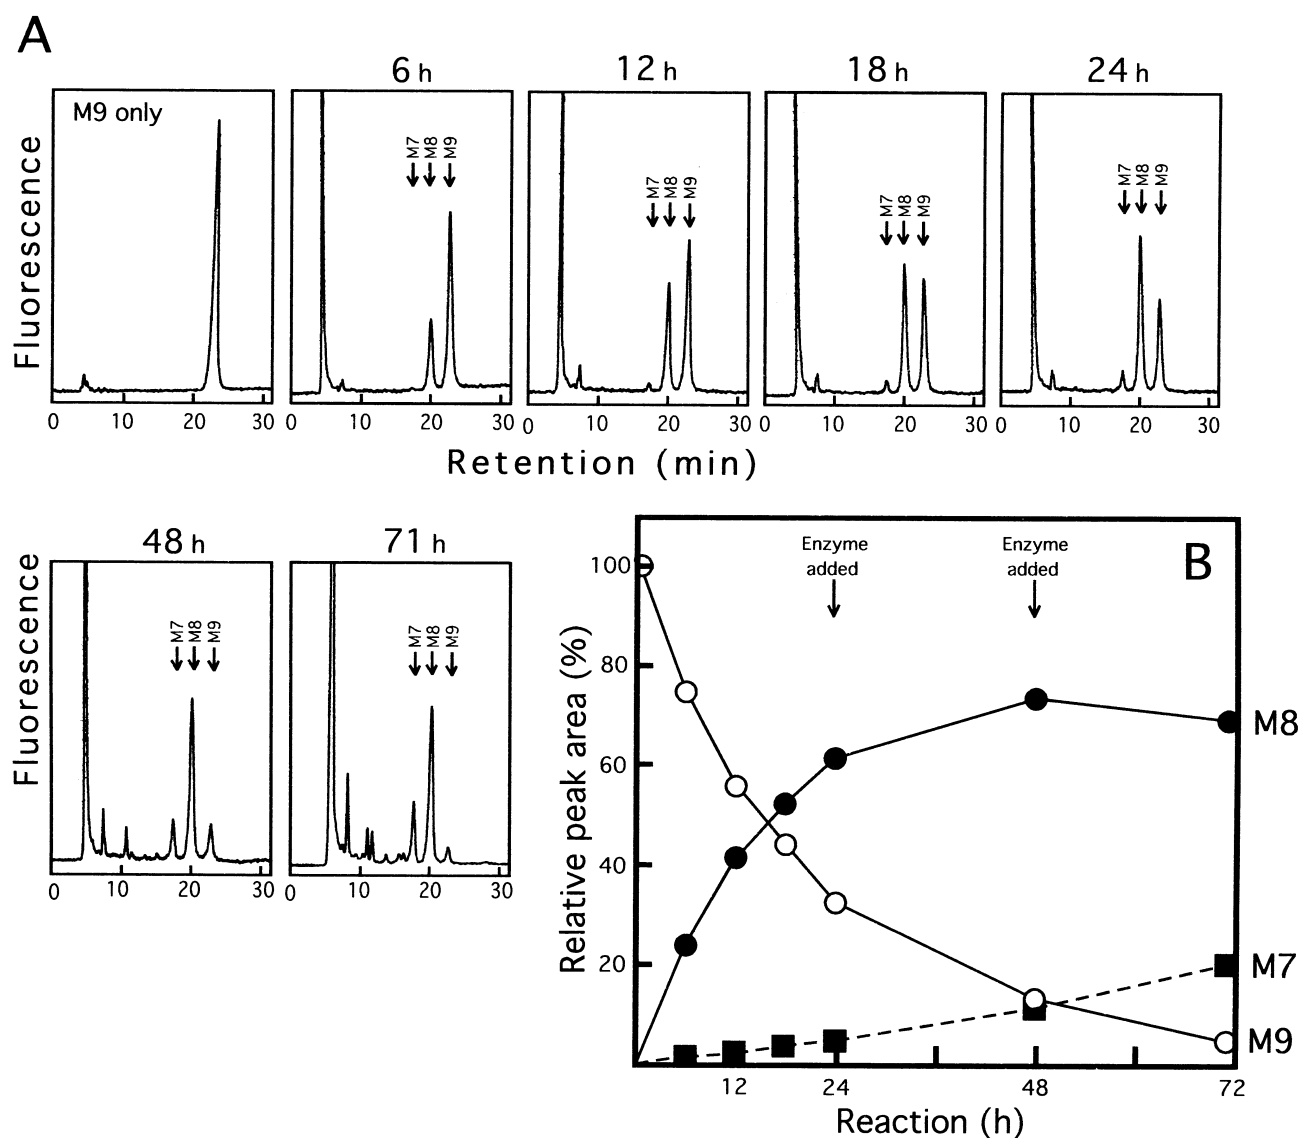 A
6 h
12 h
18 h
24 h
M9 only
M7
M8
M9
M7
M8
M9
M7
M8
M9
M7
M8
M9
Fluorescence
0 10 20 30
0 10 20 30
0 10 20 30
0 10 20 30
0 10 20 30
Retention (min)
48 h
71 h
M7
M8
M9
M7
M8
M9
Fluorescence
0 10 20 30
0 10 20 30
B
Enzyme
added
Enzyme
added
100
80
60
40
20
Relative peak area (%)
M8
M7
M9
12 24 48 72
Reaction (h)